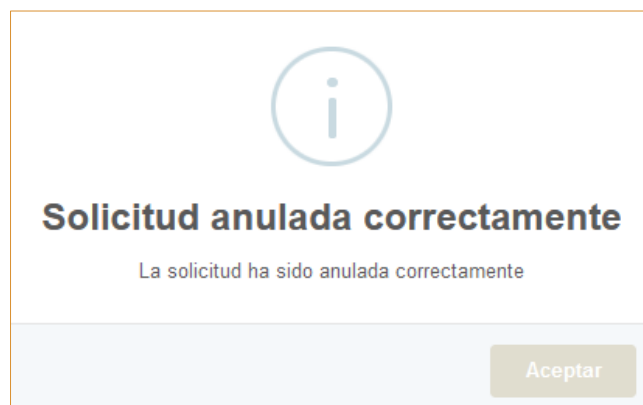 Solicitud anulada correctamente
La solicitud ha sido anulada correctamente
Aceptar